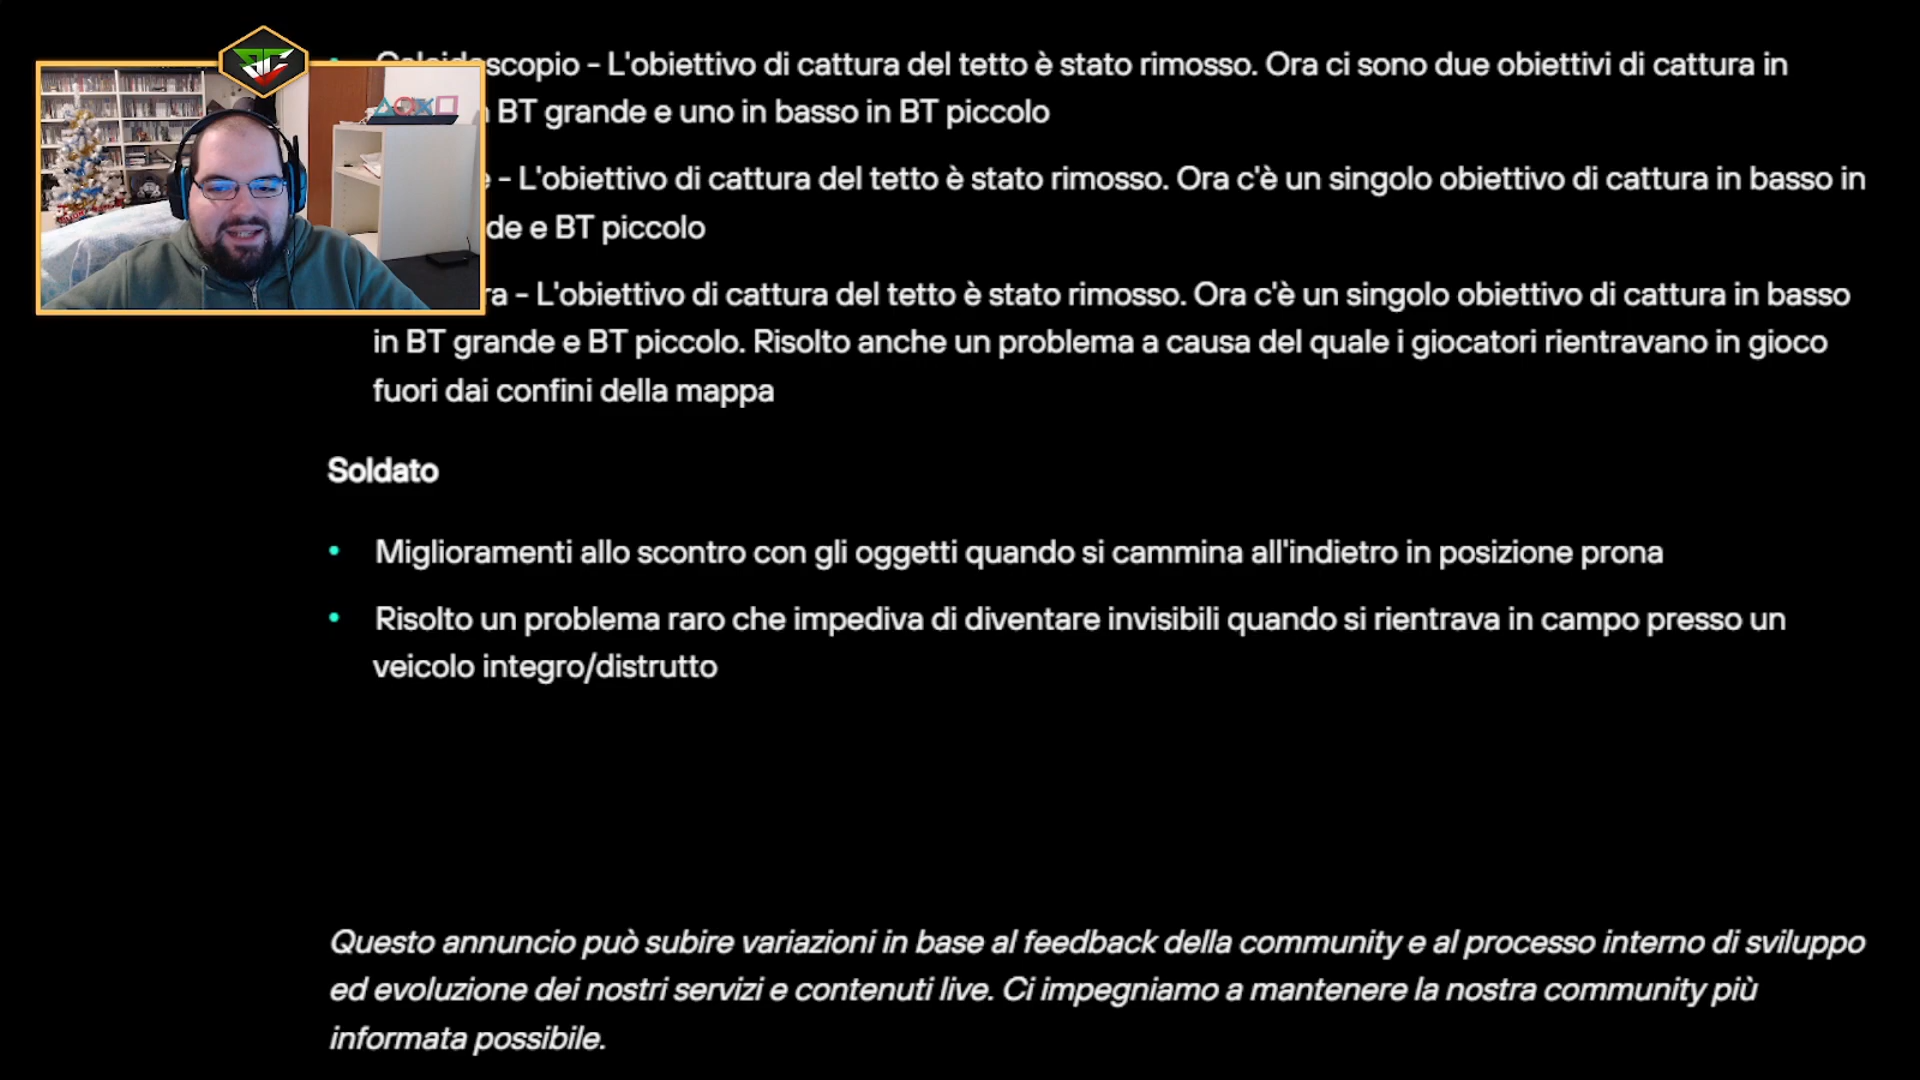 scopio - L'obiettivo di cattura del tetto è stato rimosso. Ora ci sono due obiettivi di cattura in
BT grande e uno in basso in BT piccolo
- L'obiettivo di cattura del tetto è stato rimosso. Ora c'è un singolo obiettivo di cattura in basso in
de e BT piccolo
ra - L'obiettivo di cattura del tetto è stato rimosso. Ora c'è un singolo obiettivo di cattura in basso
in BT grande e BT piccolo. Risolto anche un problema a causa del quale i giocatori rientravano in gioco
fuori dai confini della mappa
Soldato
• Miglioramenti allo scontro con gli oggetti quando si cammina all'indietro in posizione prona
• Risolto un problema raro che impediva di diventare invisibili quando si rientrava in campo presso un
veicolo integro/distrutto
Questo annuncio può subire variazioni in base al feedback della community e al processo interno di sviluppo
ed evoluzione dei nostri servizi e contenuti live. Ci impegniamo a mantenere la nostra community più
informata possibile.